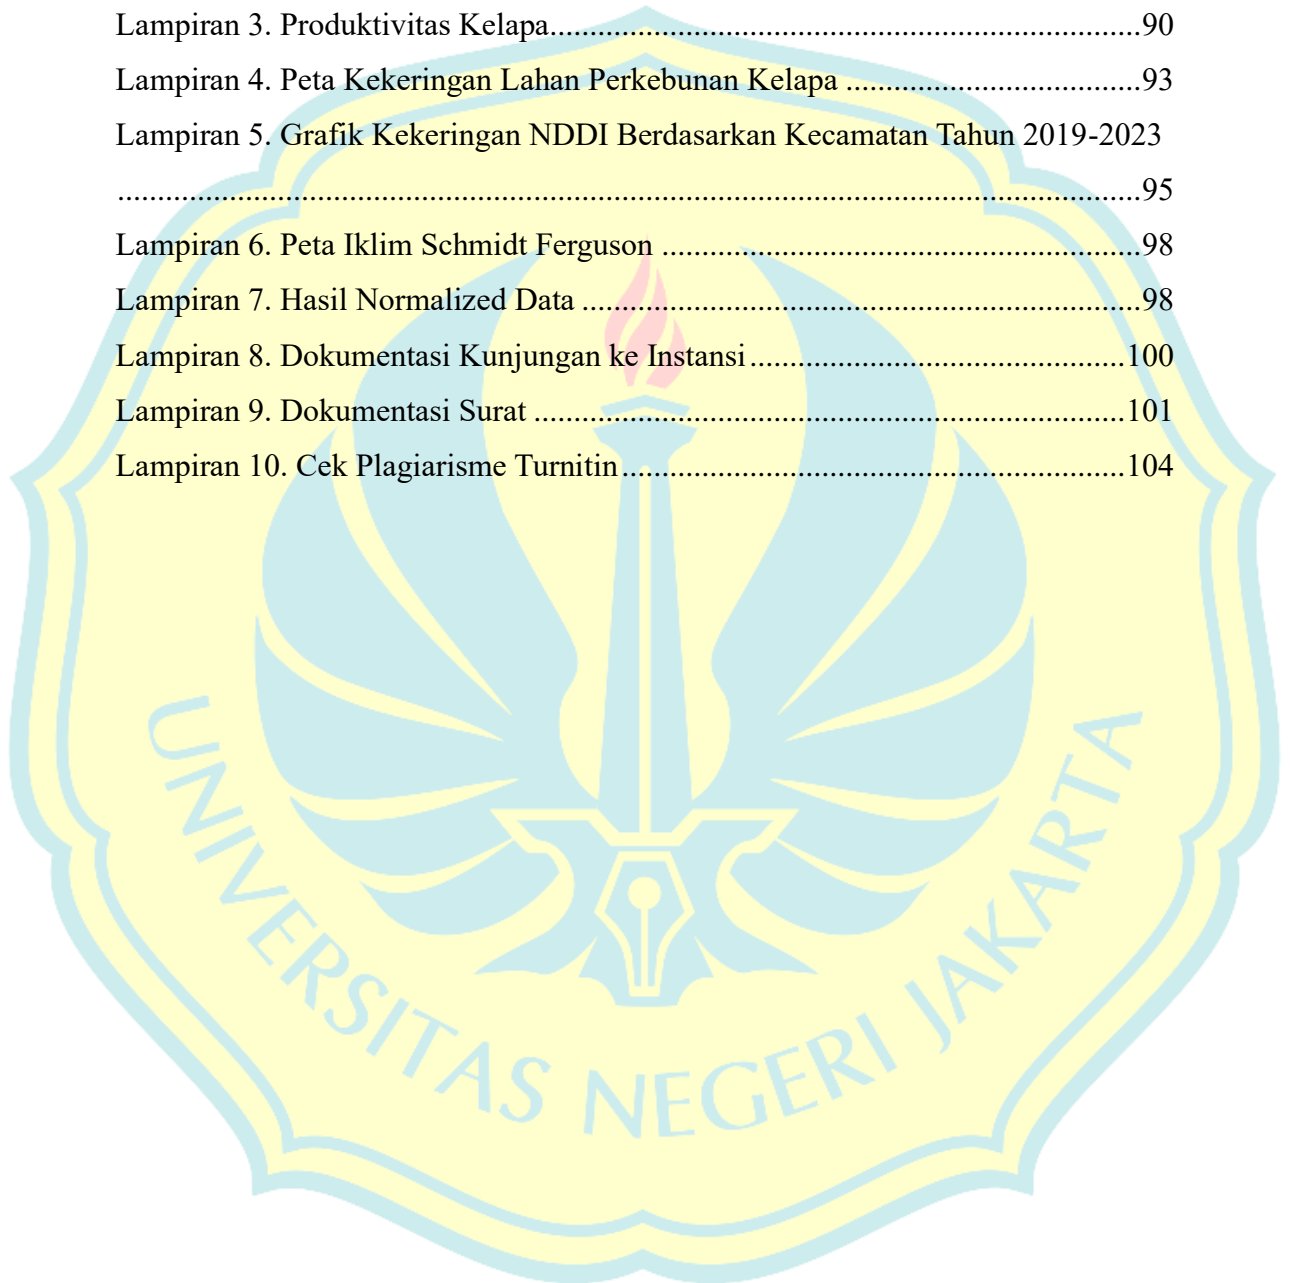 Lampiran 3. Produktivitas Kelapa..........................................................................90
Lampiran 4. Peta Kekeringan Lahan Perkebunan Kelapa .....................................93
Lampiran 5. Grafik Kekeringan NDDI Berdasarkan Kecamatan Tahun 2019-2023
................................................................................................................................95
Lampiran 6. Peta Iklim Schmidt Ferguson ............................................................98
Lampiran 7. Hasil Normalized Data ......................................................................98
Lampiran 8. Dokumentasi Kunjungan ke Instansi...............................................100
Lampiran 9. Dokumentasi Surat ..........................................................................101
Lampiran 10. Cek Plagiarisme Turnitin...............................................................104
UNIVERSITAS NEGERI JAKARTA